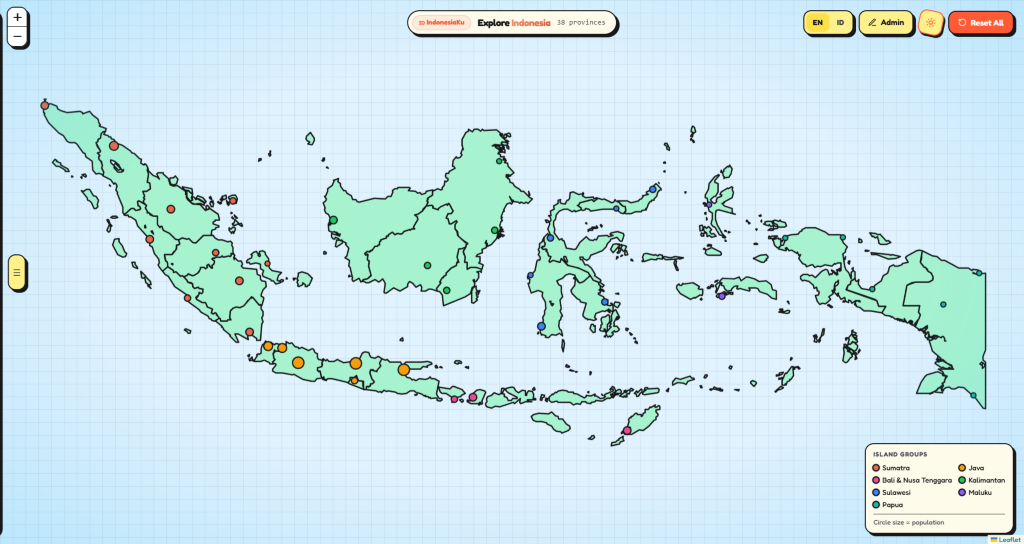 +
−
IndonesiaKu
Explore Indonesia
38 provinces
EN
ID
Admin
Reset All
ISLAND GROUPS
Sumatra
Java
Bali & Nusa Tenggara
Kalimantan
Sulawesi
Maluku
Papua
Circle size = population
Leaflet